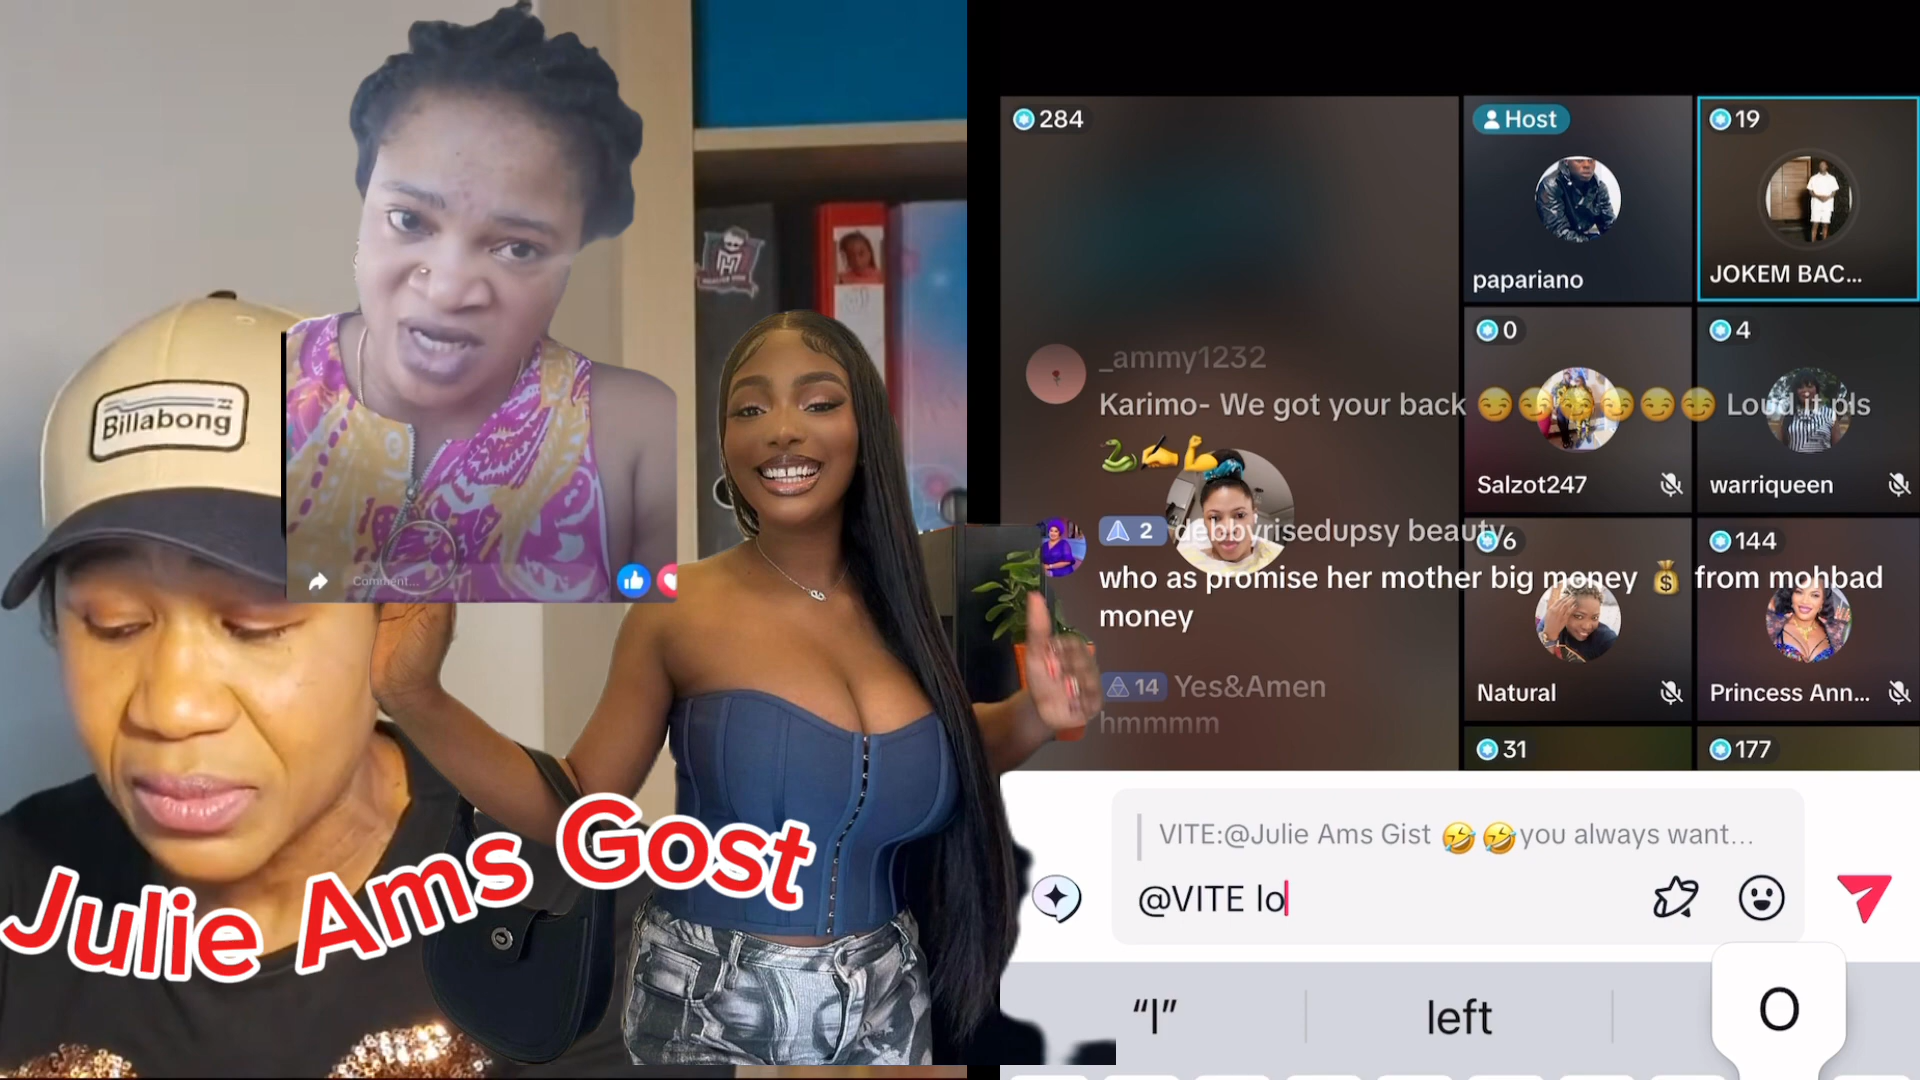 Billabong
Comment...
Julie Ams Gost
284
Host
papariano
19
JOKEM BAC...
_ammy1232
Karimo- We got your back 😏😏😏😏😏😏 Loud it pls
🐍✍️💪
0
Salzot247
4
warriqueen
2 debbyrisedupsy beauty
who as promise her mother big money 💰 from mohbad
money
6
Natural
144
Princess Ann...
14 Yes&Amen
hmmmm
31
177
VITE:@Julie Ams Gist 🤣🤣you always want...
@VITE lo
“l”
left
O